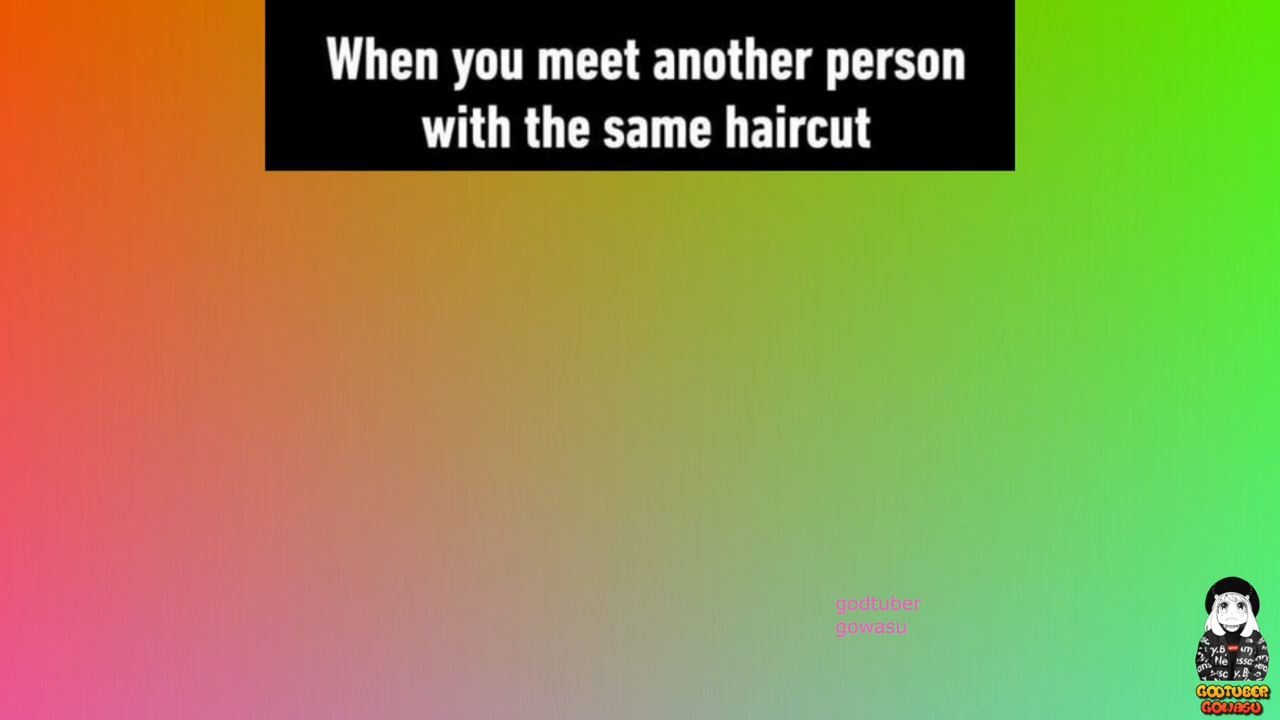 When you meet another person
with the same haircut
godtuber
gowasu
GODTUBER
GOWASU